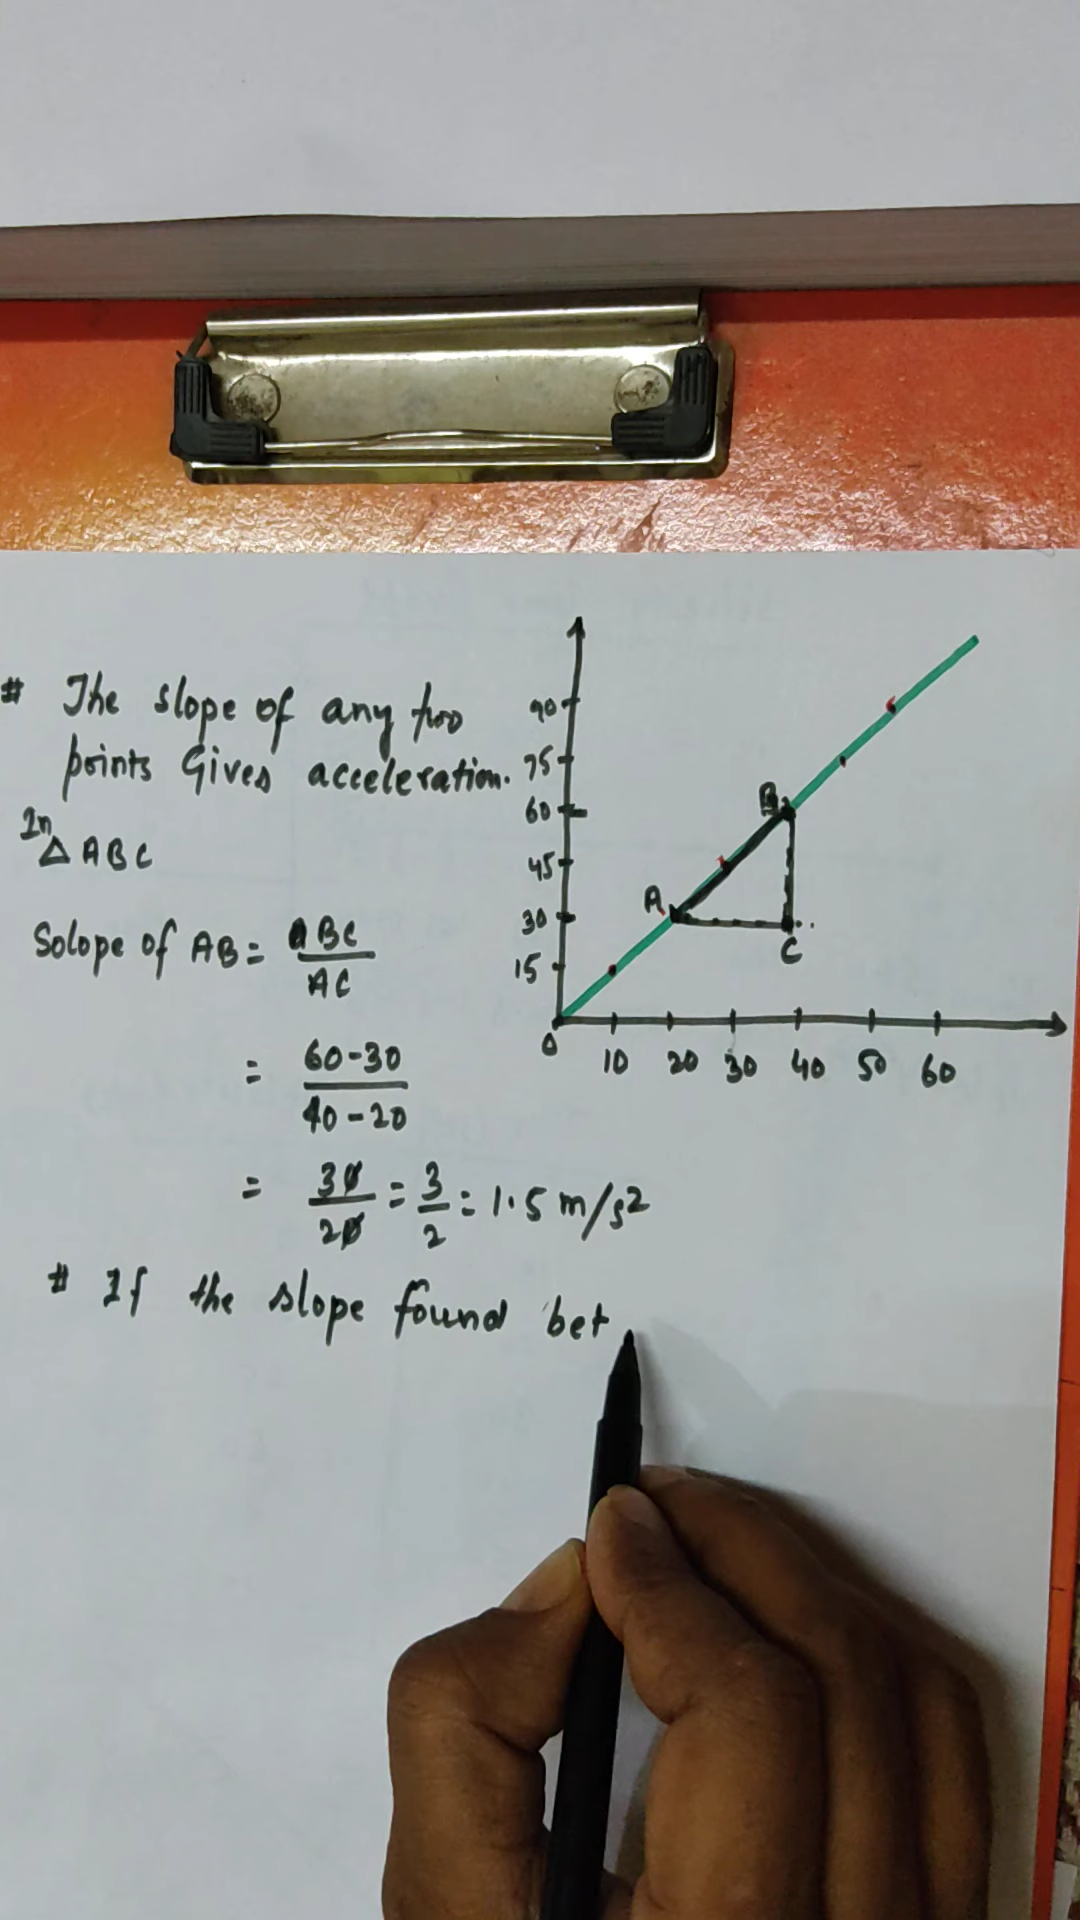 # The slope of any two
points Gives acceleration.
In
△ ABC
Solope of AB = BC
AC
= 60-30
40-20
= 30 = 3 = 1.5 m/s²
20 2
# If the slope found bet
90
75
60
45
30
15
0
10 20 30 40 50 60
A
B
C